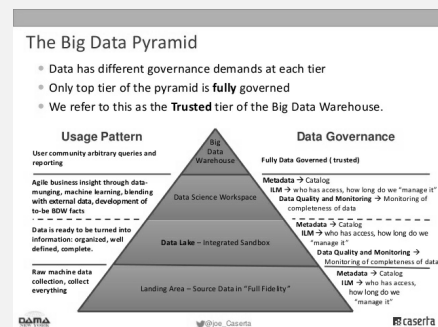 The Big Data Pyramid
Data has different governance demands at each tier
Only top tier of the pyramid is fully governed
We refer to this as the Trusted tier of the Big Data Warehouse.
Usage Pattern
Data Governance
User community arbitrary queries and
reporting
Big
Data
Warehouse
Fully Data Governed ( trusted)
Agile business insight through data-
munging, machine learning, blending
with external data, development of
to-be BDW facts
Data Science Workspace
Metadata → Catalog
ILM → who has access, how long do we "manage it"
Data Quality and Monitoring → Monitoring of
completeness of data
Data is ready to be turned into
information: organized, well
defined, complete.
Data Lake – Integrated Sandbox
Metadata → Catalog
ILM → who has access, how long do we
"manage it"
Data Quality and Monitoring →
Monitoring of completeness of data
Raw machine data
collection, collect
everything
Landing Area – Source Data in "Full Fidelity"
Metadata → Catalog
ILM → who has access,
how long do we
"manage it"
DAMA
@joe_Caserta
caserta